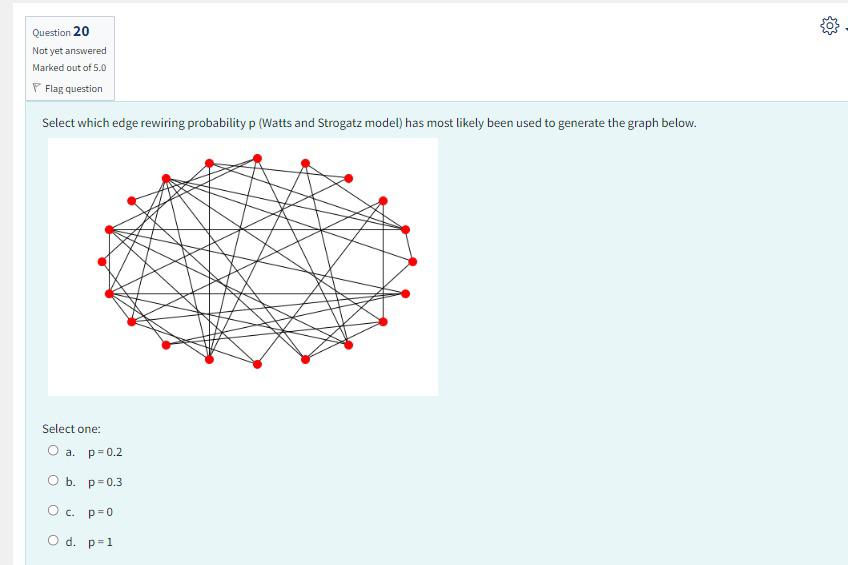 Question 20
Not yet answered
Marked out of 5.0
Flag question
Select which edge rewiring probability p (Watts and Strogatz model) has most likely been used to generate the graph below.
Select one:
a. p = 0.2
b. p = 0.3
c. p = 0
d. p = 1